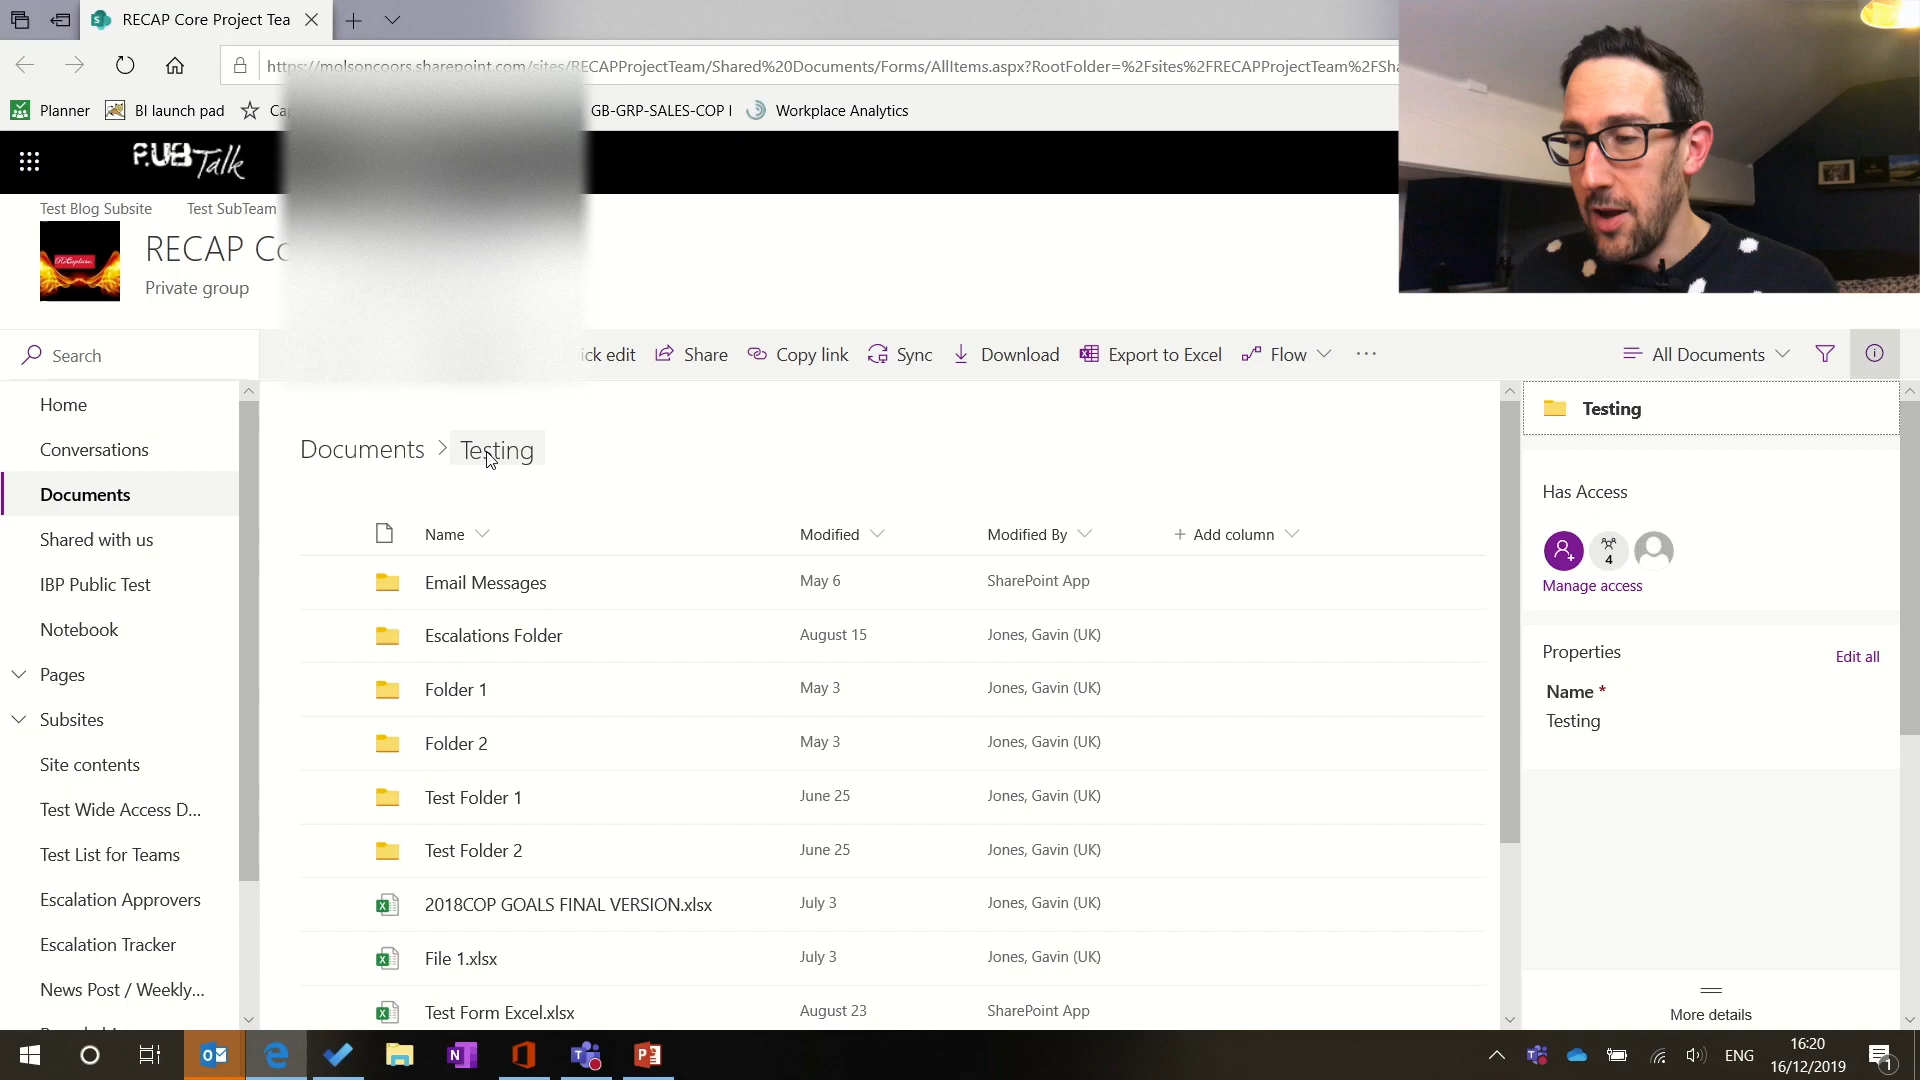 RECAP Core Project Tea
https://molsoncoors.sharepoint.com/sites/RECAPProjectTeam/Shared%20Documents/Forms/AllItems.aspx?RootFolder=%2Fsites%2FRECAPProjectTeam%2FSha
Planner BI launch pad Ca GB-GRP-SALES-COP I Workplace Analytics
PUB Talk
Test Blog Subsite Test SubTeam
ReCapture
RECAP Co
Private group
Search
ick edit Share Copy link Sync Download Export to Excel Flow ... All Documents
Home
Conversations
Documents
Shared with us
IBP Public Test
Notebook
Pages
Subsites
Site contents
Test Wide Access D...
Test List for Teams
Escalation Approvers
Escalation Tracker
News Post / Weekly...
Documents > Testing
Name Modified Modified By + Add column
Email Messages May 6 SharePoint App
Escalations Folder August 15 Jones, Gavin (UK)
Folder 1 May 3 Jones, Gavin (UK)
Folder 2 May 3 Jones, Gavin (UK)
Test Folder 1 June 25 Jones, Gavin (UK)
Test Folder 2 June 25 Jones, Gavin (UK)
2018COP GOALS FINAL VERSION.xlsx July 3 Jones, Gavin (UK)
File 1.xlsx July 3 Jones, Gavin (UK)
Test Form Excel.xlsx August 23 SharePoint App
Testing
Has Access
4
Manage access
Properties Edit all
Name *
Testing
More details
ENG 16:20
16/12/2019
1